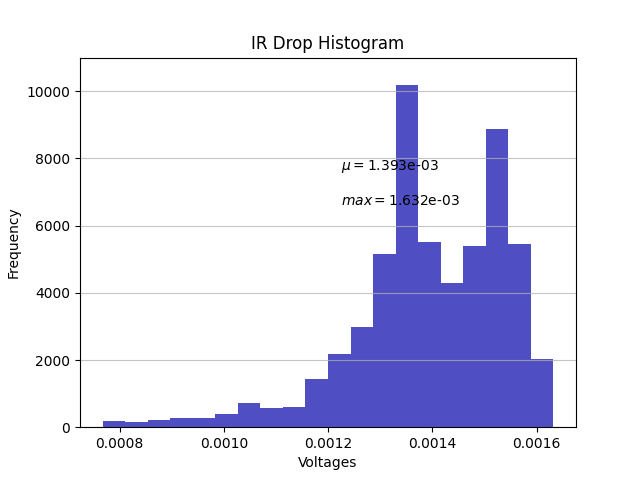 IR Drop Histogram
10000
8000
6000
4000
2000
0
Frequency
μ = 1.393e-03
max = 1.632e-03
0.0008 0.0010 0.0012 0.0014 0.0016
Voltages